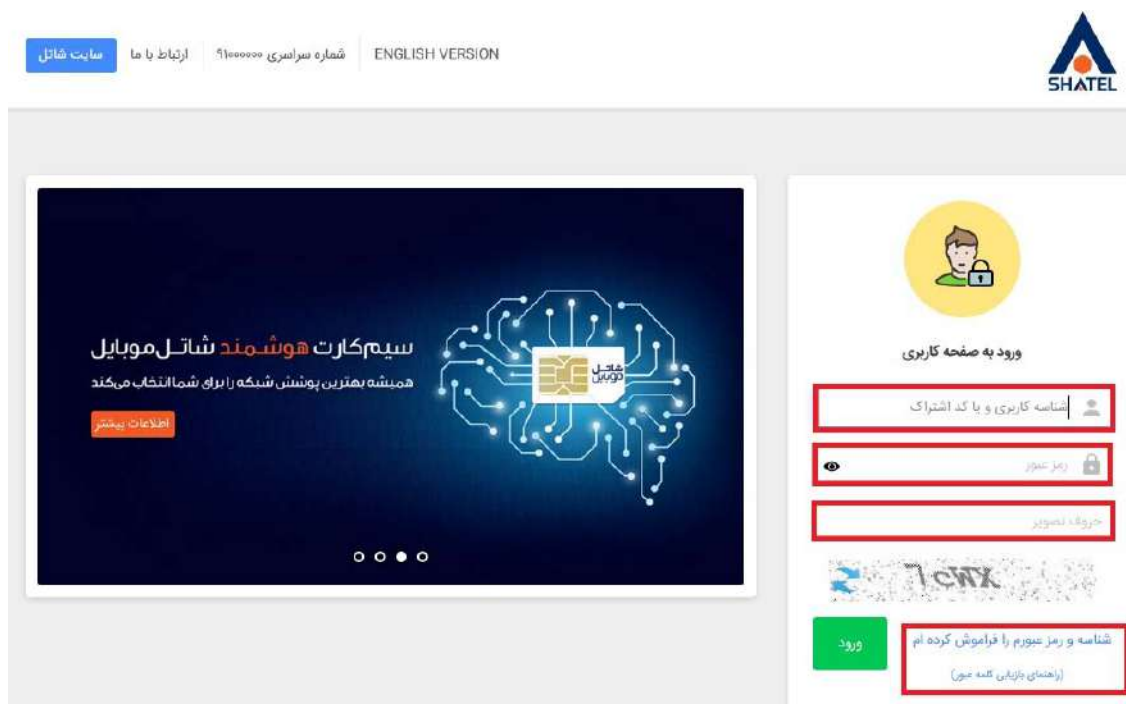 SHATEL
ENGLISH VERSION
شماره سراسری ۹۱۰۰۰۰۰۰
ارتباط با ما
سایت شاتل
سیم‌کارت هوشمند شاتل‌موبایل
همیشه بهترین پوشش شبکه را برای شما انتخاب می‌کند
اطلاعات بیشتر
شاتل
موبایل
ورود به صفحه کاربری
شناسه کاربری و یا کد اشتراک
رمز عبور
حروف تصویر
7cWX
شناسه و رمز عبورم را فراموش کرده ام
(راهنمای بازیابی کلمه عبور)
ورود